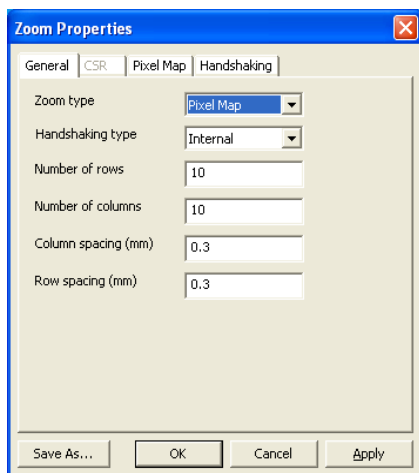 Zoom Properties
General CSR Pixel Map Handshaking
Zoom type Pixel Map
Handshaking type Internal
Number of rows 10
Number of columns 10
Column spacing (mm) 0.3
Row spacing (mm) 0.3
Save As... OK Cancel Apply